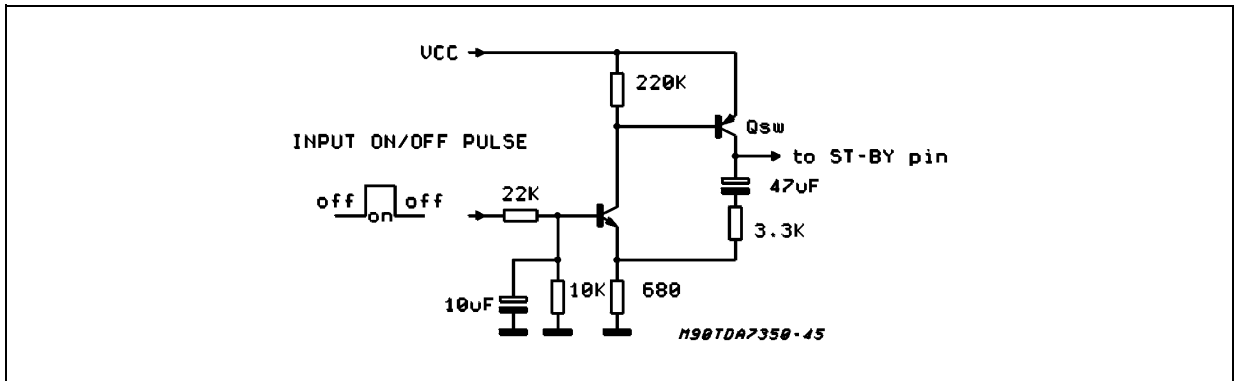 VCC
220K
Qsw
INPUT ON/OFF PULSE
to ST-BY pin
off on off
22K
47uF
3.3K
10uF
10K
680
M90TDA7350-45